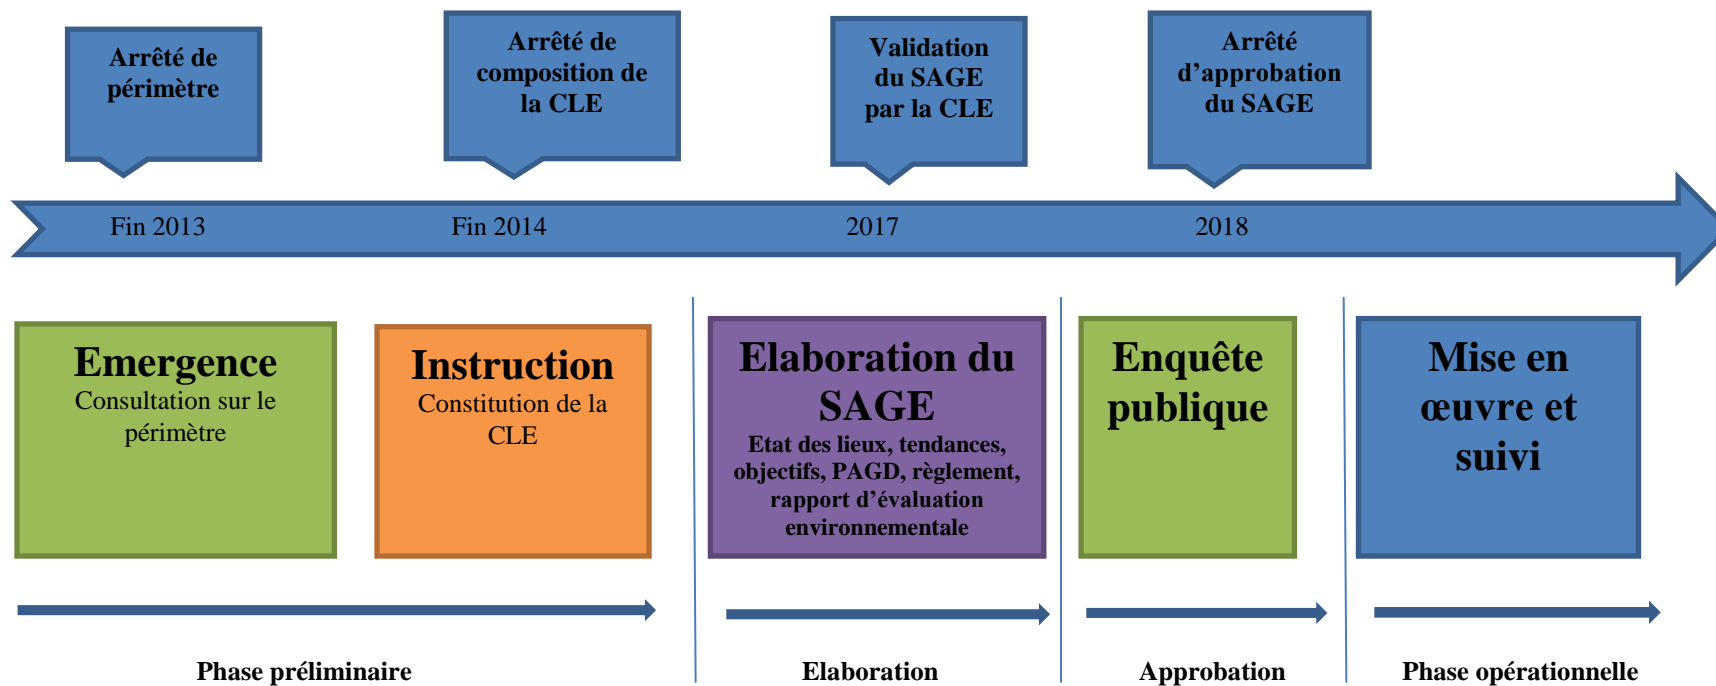 Arrêté de
périmètre
Arrêté de
composition de
la CLE
Validation
du SAGE
par la CLE
Arrêté
d’approbation
du SAGE
Fin 2013
Fin 2014
2017
2018
Emergence
Consultation sur le
périmètre
Instruction
Constitution de la
CLE
Elaboration du
SAGE
Etat des lieux, tendances,
objectifs, PAGD, règlement,
rapport d’évaluation
environnementale
Enquête
publique
Mise en
œuvre et
suivi
Phase préliminaire
Elaboration
Approbation
Phase opérationnelle